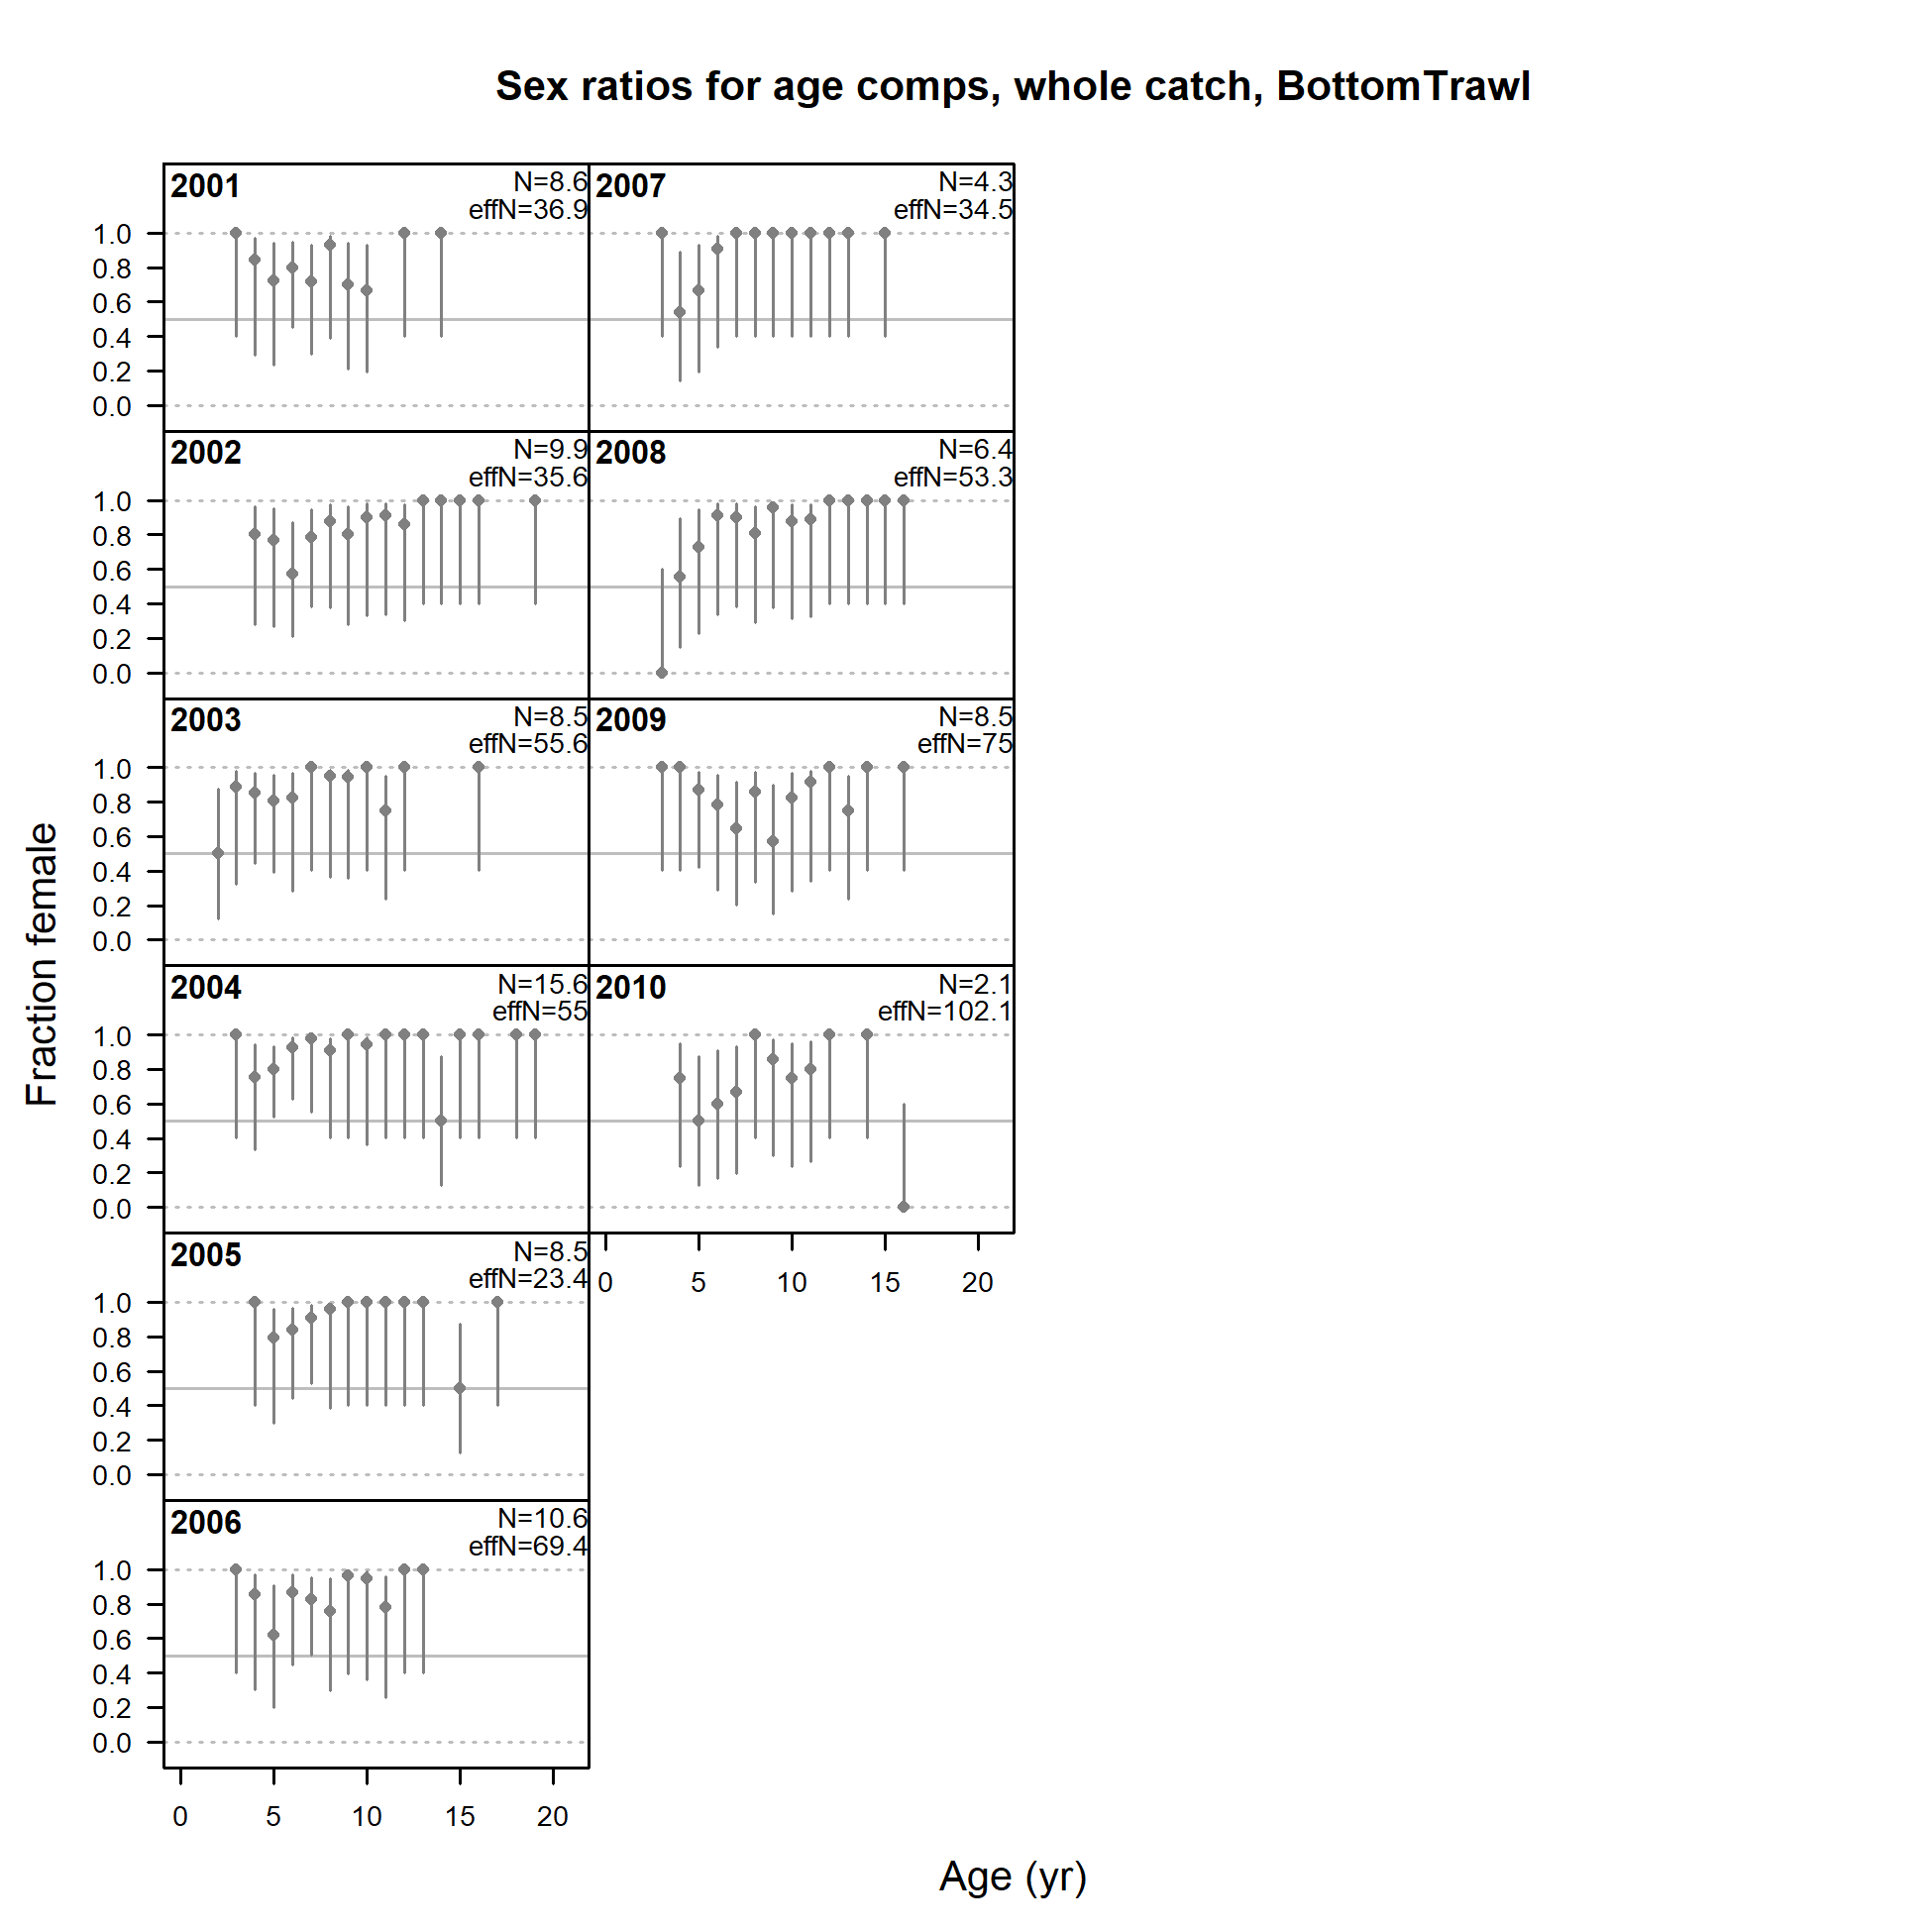 Sex ratios for age comps, whole catch, BottomTrawl
2001
N=8.6
effN=36.9
1.0
0.8
0.6
0.4
0.2
0.0
2002
N=9.9
effN=35.6
1.0
0.8
0.6
0.4
0.2
0.0
2003
N=8.5
effN=55.6
1.0
0.8
0.6
0.4
0.2
0.0
2004
N=15.6
effN=55
1.0
0.8
0.6
0.4
0.2
0.0
2005
N=8.5
effN=23.4
1.0
0.8
0.6
0.4
0.2
0.0
2006
N=10.6
effN=69.4
1.0
0.8
0.6
0.4
0.2
0.0
0 5 10 15 20
2007
N=4.3
effN=34.5
2008
N=6.4
effN=53.3
2009
N=8.5
effN=75
2010
N=2.1
effN=102.1
0 5 10 15 20
Fraction female
Age (yr)